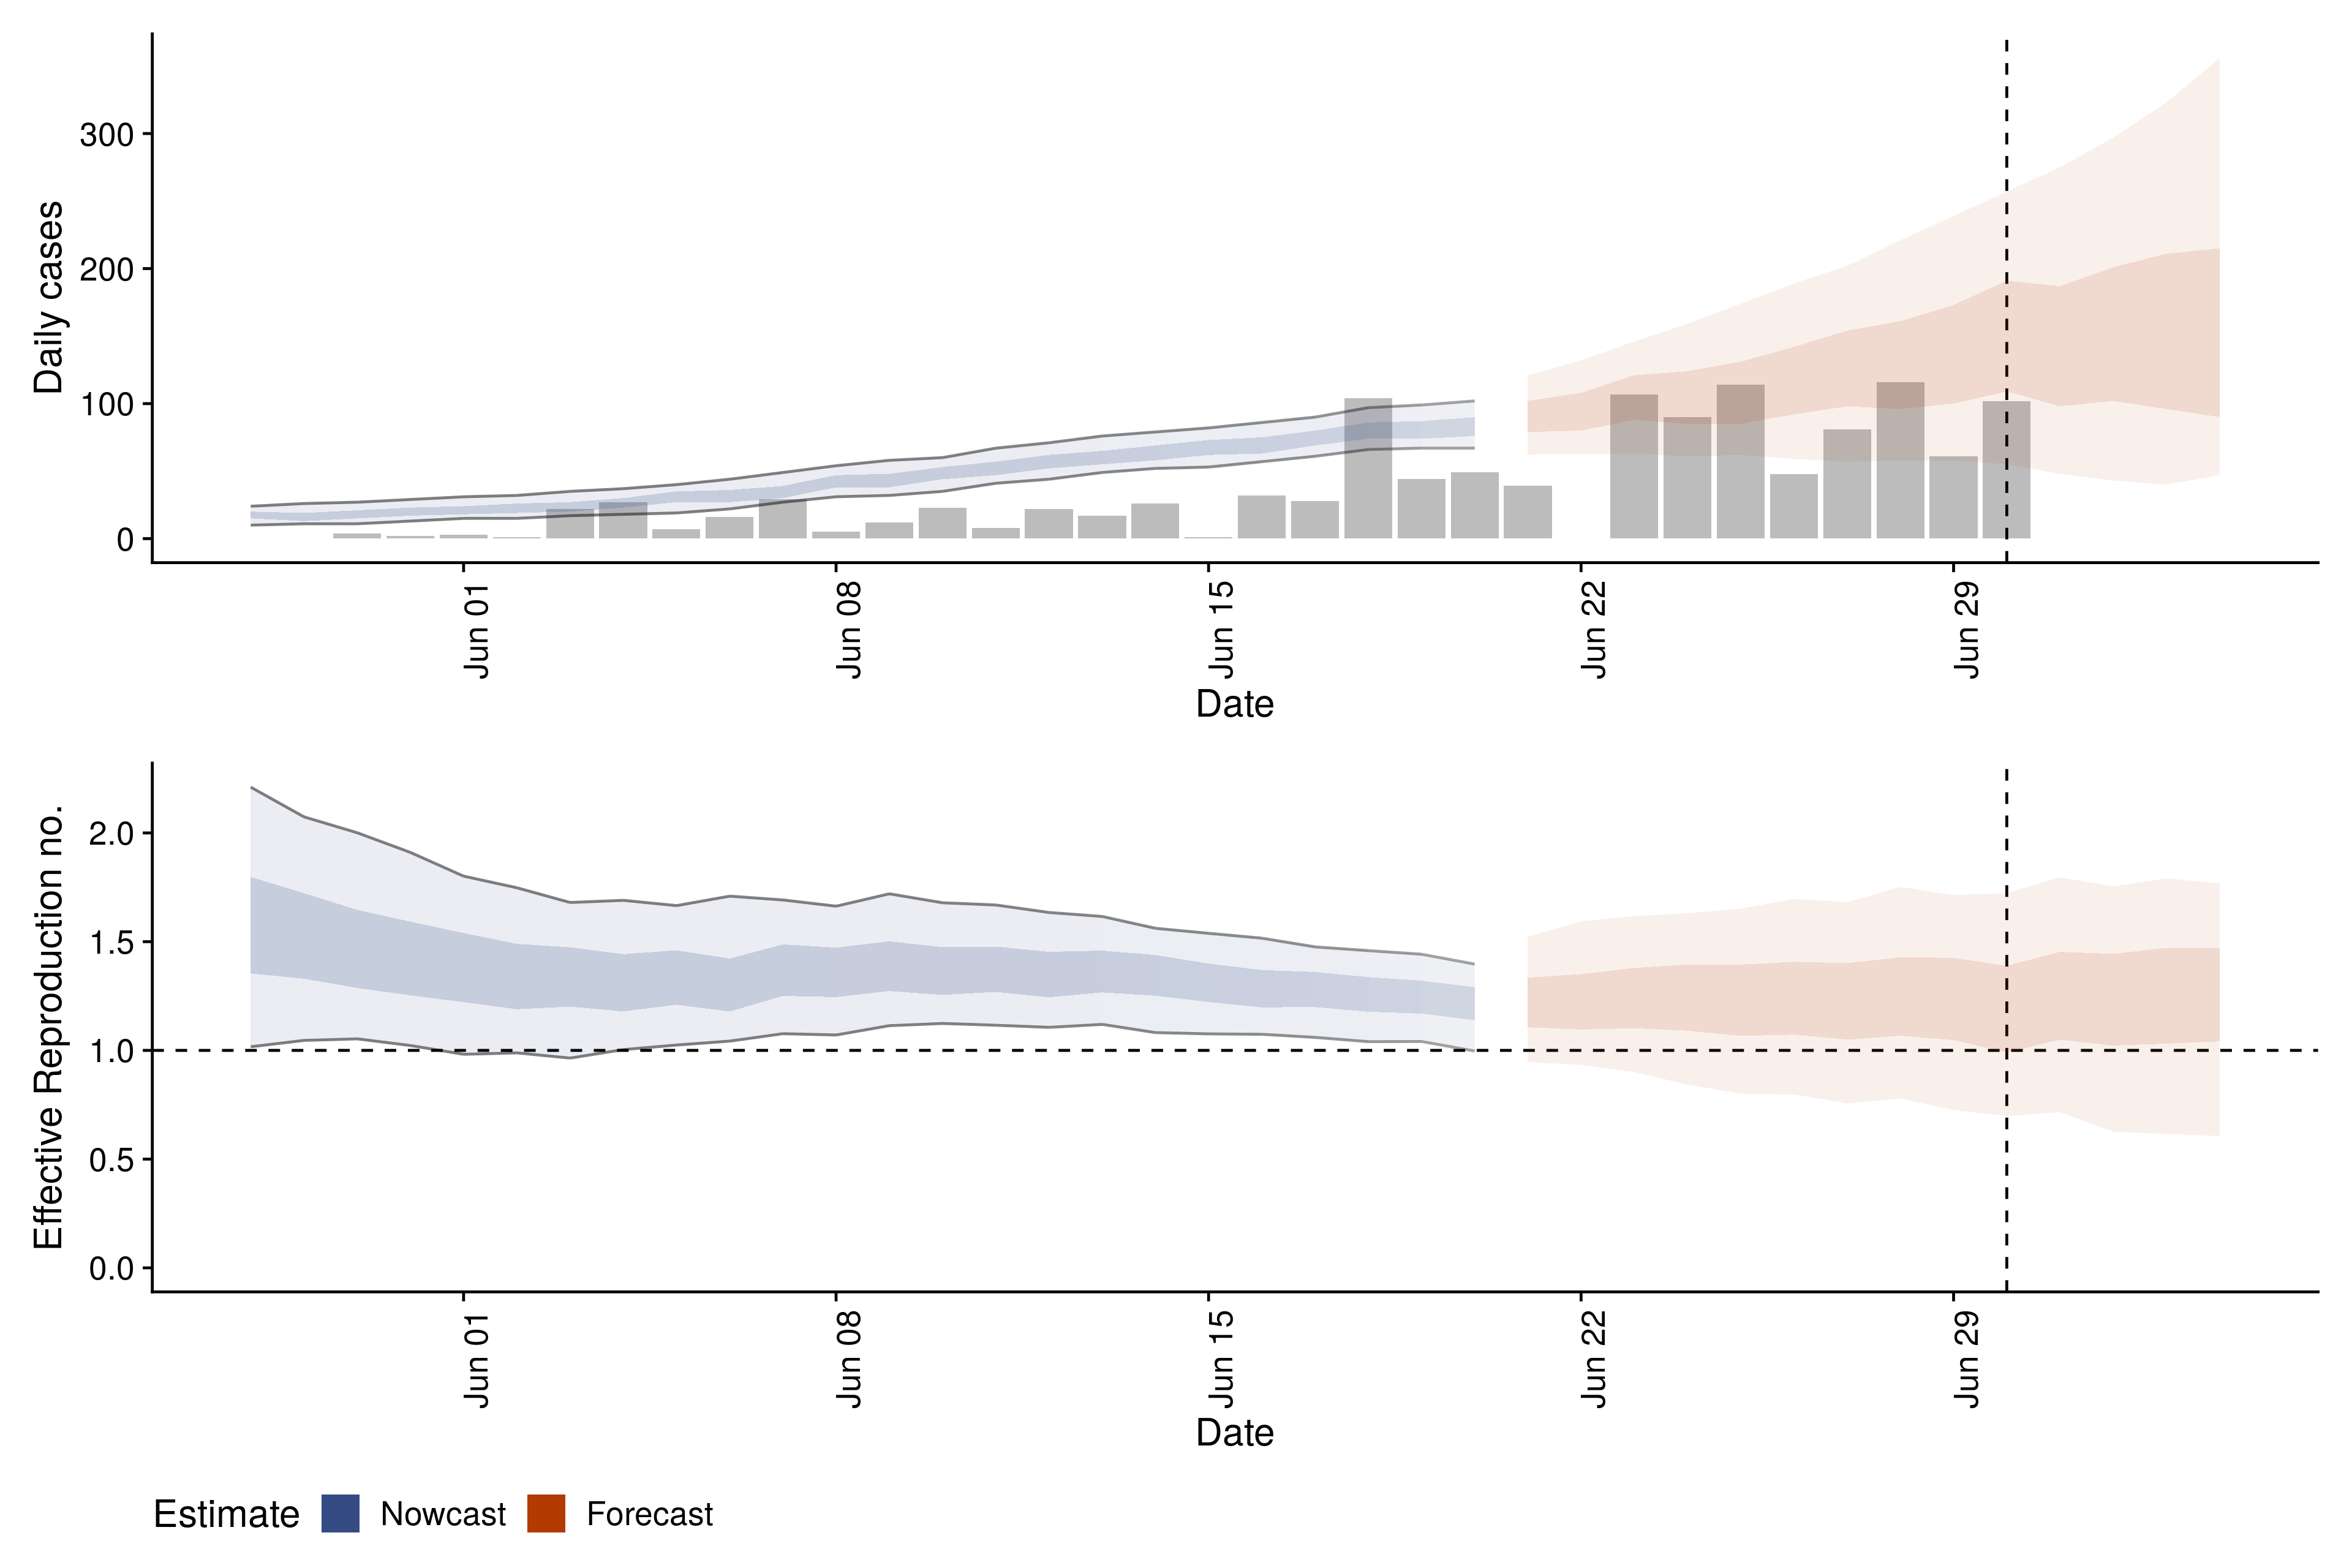 Daily cases
300
200
100
0
Jun 01
Jun 08
Jun 15
Jun 22
Jun 29
Date
Effective Reproduction no.
2.0
1.5
1.0
0.5
0.0
Jun 01
Jun 08
Jun 15
Jun 22
Jun 29
Date
Estimate Nowcast Forecast